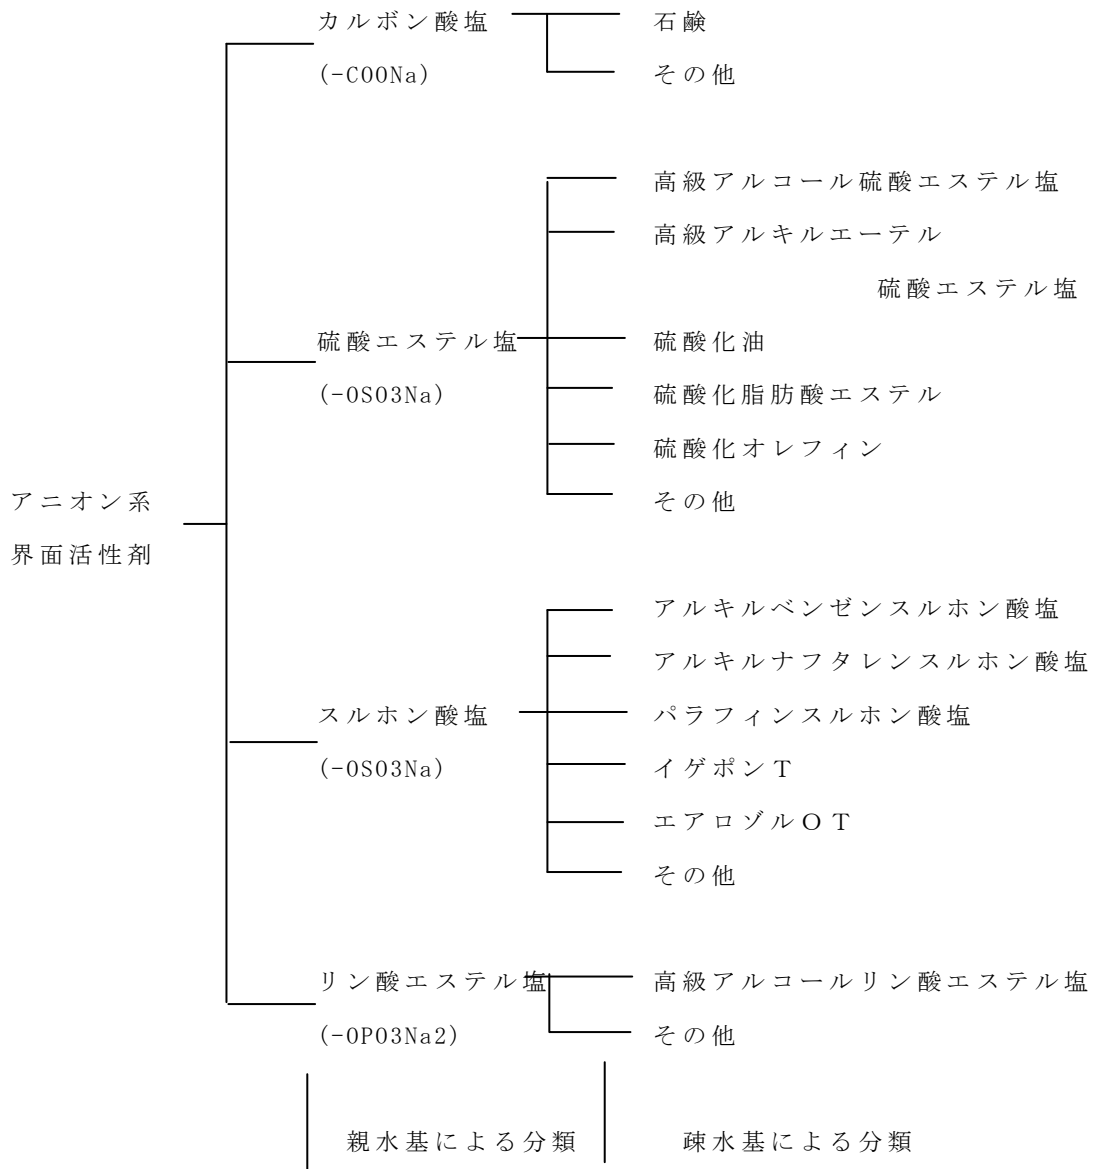 カルボン酸塩
(-COONa)
石鹸
その他
高級アルコール硫酸エステル塩
高級アルキルエーテル
硫酸エステル塩
硫酸エステル塩
(-OSO3Na)
硫酸化油
硫酸化脂肪酸エステル
硫酸化オレフィン
その他
アニオン系
界面活性剤
アルキルベンゼンスルホン酸塩
アルキルナフタレンスルホン酸塩
スルホン酸塩
(-OSO3Na)
パラフィンスルホン酸塩
イゲポンT
エアロゾルOT
その他
リン酸エステル塩
(-OPO3Na2)
高級アルコールリン酸エステル塩
その他
親水基による分類
疎水基による分類